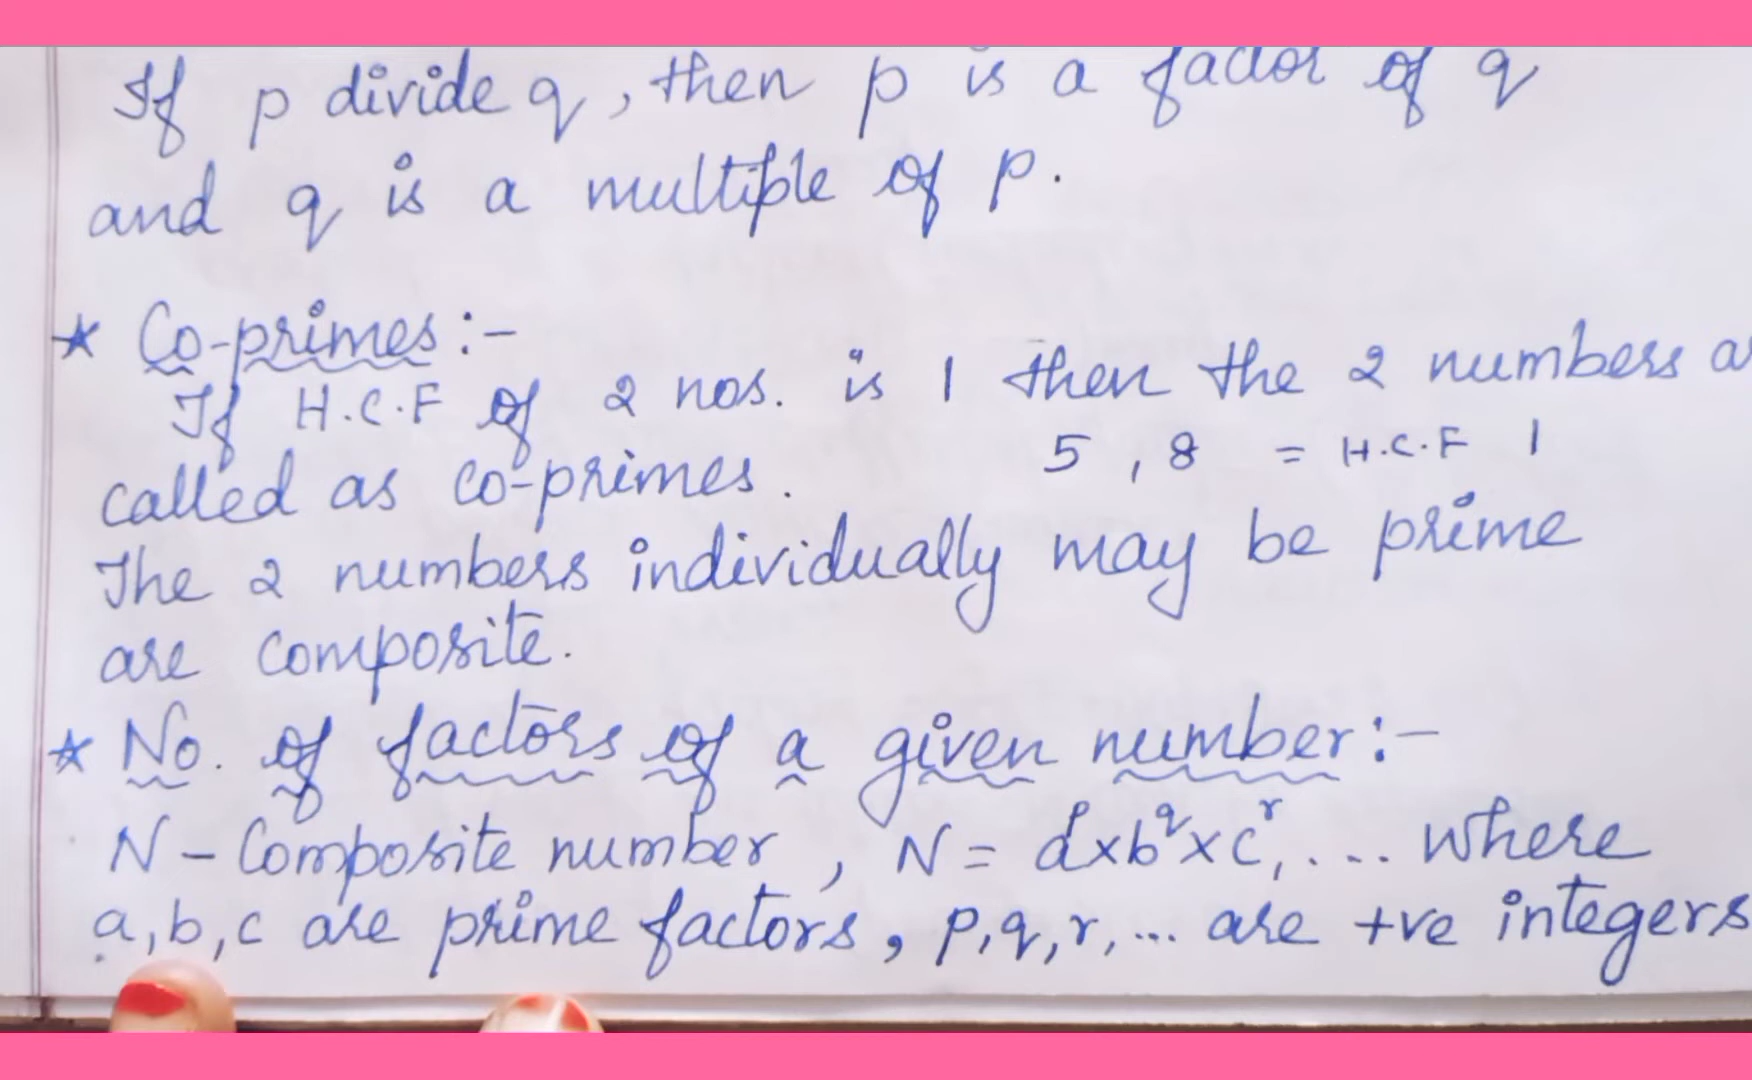 If p divide q, then p is a factor of q
and q is a multiple of p.
★ Co-primes:-
If H.C.F of 2 nos. is 1 then the 2 numbers a
called as co-primes. 5, 8 = H.C.F 1
The 2 numbers individually may be prime
are composite.
★ No. of factors of a given number:-
N - Composite number, N = a^p×b^q×c^r, .... where
a,b,c are prime factors, p,q,r,... are +ve integers